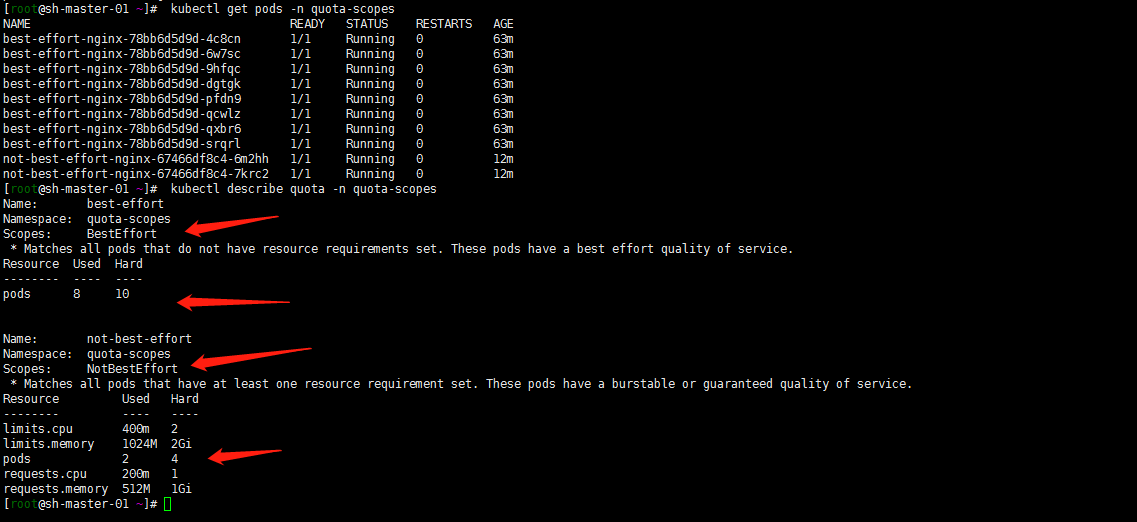 [root@sh-master-01 ~]#  kubectl get pods -n quota-scopes
NAME                                     READY   STATUS    RESTARTS   AGE
best-effort-nginx-78bb6d5d9d-4c8cn       1/1     Running   0          63m
best-effort-nginx-78bb6d5d9d-6w7sc       1/1     Running   0          63m
best-effort-nginx-78bb6d5d9d-9hfqc       1/1     Running   0          63m
best-effort-nginx-78bb6d5d9d-dgtgk       1/1     Running   0          63m
best-effort-nginx-78bb6d5d9d-pfdn9       1/1     Running   0          63m
best-effort-nginx-78bb6d5d9d-qcwlz       1/1     Running   0          63m
best-effort-nginx-78bb6d5d9d-qxbr6       1/1     Running   0          63m
best-effort-nginx-78bb6d5d9d-srqrl       1/1     Running   0          63m
not-best-effort-nginx-67466df8c4-6m2hh   1/1     Running   0          12m
not-best-effort-nginx-67466df8c4-7krc2   1/1     Running   0          12m
[root@sh-master-01 ~]#  kubectl describe quota -n quota-scopes
Name:       best-effort
Namespace:  quota-scopes
Scopes:     BestEffort
 * Matches all pods that do not have resource requirements set. These pods have a best effort quality of service.
Resource  Used  Hard
--------  ----  ----
pods      8     10
Name:       not-best-effort
Namespace:  quota-scopes
Scopes:     NotBestEffort
 * Matches all pods that have at least one resource requirement set. These pods have a burstable or guaranteed quality of service.
Resource         Used   Hard
--------         ----   ----
limits.cpu       400m   2
limits.memory    1024M  2Gi
pods             2      4
requests.cpu     200m   1
requests.memory  512M   1Gi
[root@sh-master-01 ~]#